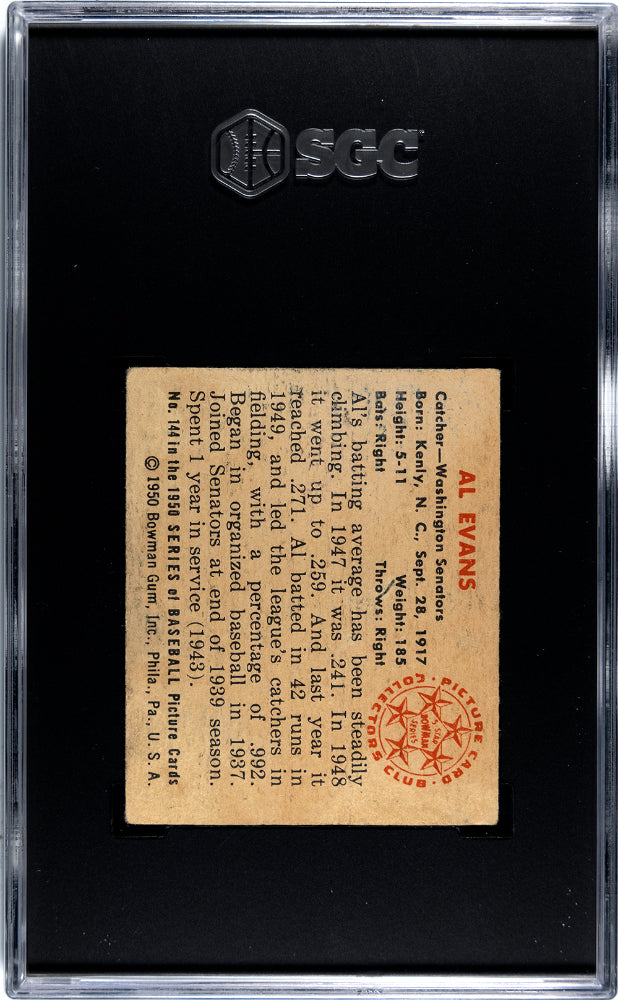 SGC
AL EVANS
Catcher—Washington Senators
Born: Kenly, N. C., Sept. 28, 1917
Height: 5-11 Weight: 185
Bats: Right Throws: Right
PICTURE CARD COLLECTORS CLUB
5-STAR
BOWMAN
SERIES
Al's batting average has been steadily
climbing. In 1947 it was .241. In 1948
it went up to .259. And last year it
reached .271. Al batted in 42 runs in
1949, and led the league's catchers in
fielding, with a percentage of .992.
Began in organized baseball in 1937.
Joined Senators at end of 1939 season.
Spent 1 year in service (1943).
No. 144 in the 1950 SERIES of BASEBALL Picture Cards
© 1950 Bowman Gum, Inc., Phila., Pa., U. S. A.